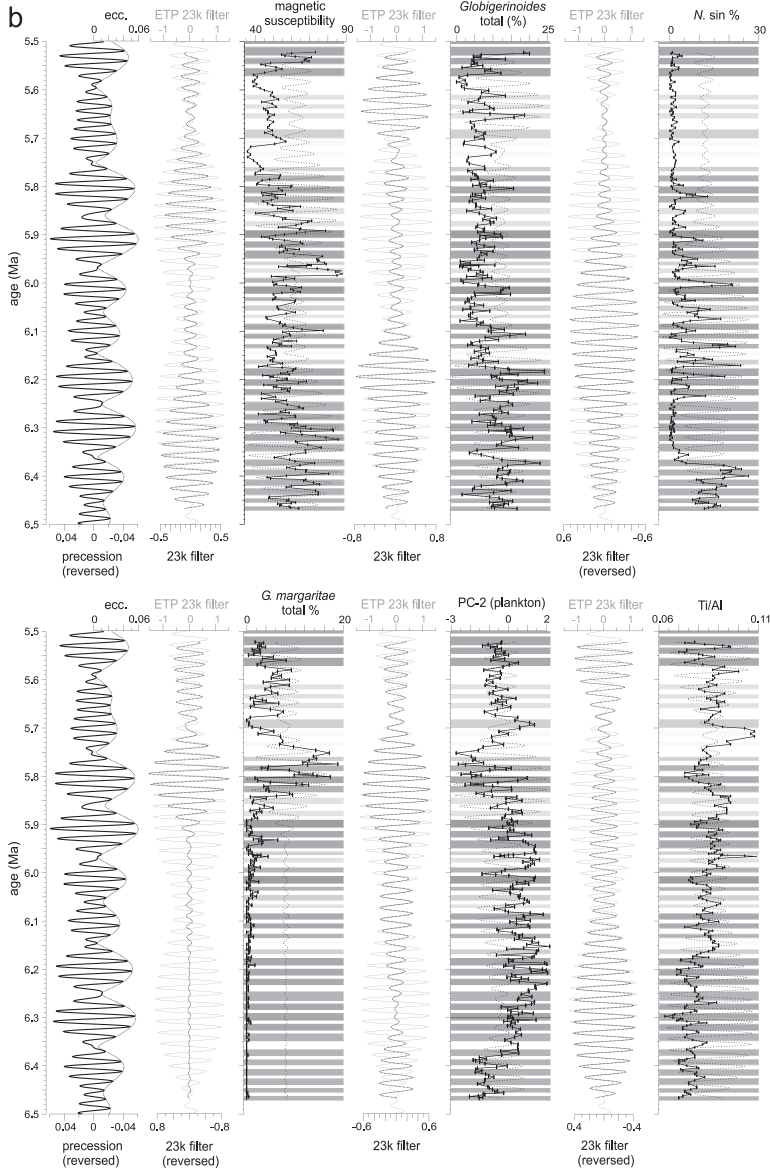 b
ecc. ETP 23k filter magnetic susceptibility ETP 23k filter Globigerinoides total (%) ETP 23k filter N. sin %
0 0.06 -1 0 1 40 90 -1 0 1 0 25 -1 0 1 0 30
5.5
5.6
5.7
5.8
5.9
6.0
6.1
6.2
6.3
6.4
6.5
age (Ma)
0.04 0 -0.04 -0.5 0.5 -0.8 0.8 0.6 -0.6
precession (reversed) 23k filter 23k filter 23k filter (reversed)
ecc. ETP 23k filter G. margaritae total % ETP 23k filter PC-2 (plankton) ETP 23k filter Ti/Al
0 0.06 -1 0 1 0 20 -1 0 1 -3 2 -1 0 1 0.06 0.11
5.5
5.6
5.7
5.8
5.9
6.0
6.1
6.2
6.3
6.4
6.5
age (Ma)
0.04 0 -0.04 0.8 -0.8 -0.6 0.6 0.4 -0.4
precession (reversed) 23k filter (reversed) 23k filter 23k filter (reversed)